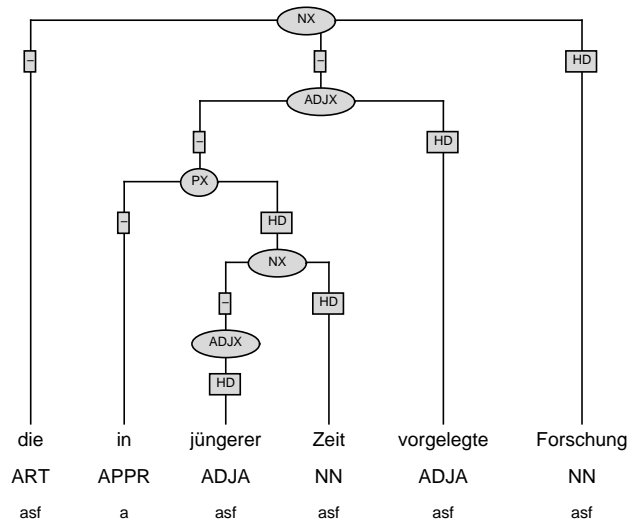 NX
– – HD
ADJX
– HD
PX
– HD
NX
– HD
ADJX
HD
die in jüngerer Zeit vorgelegte Forschung
ART APPR ADJA NN ADJA NN
asf a asf asf asf asf